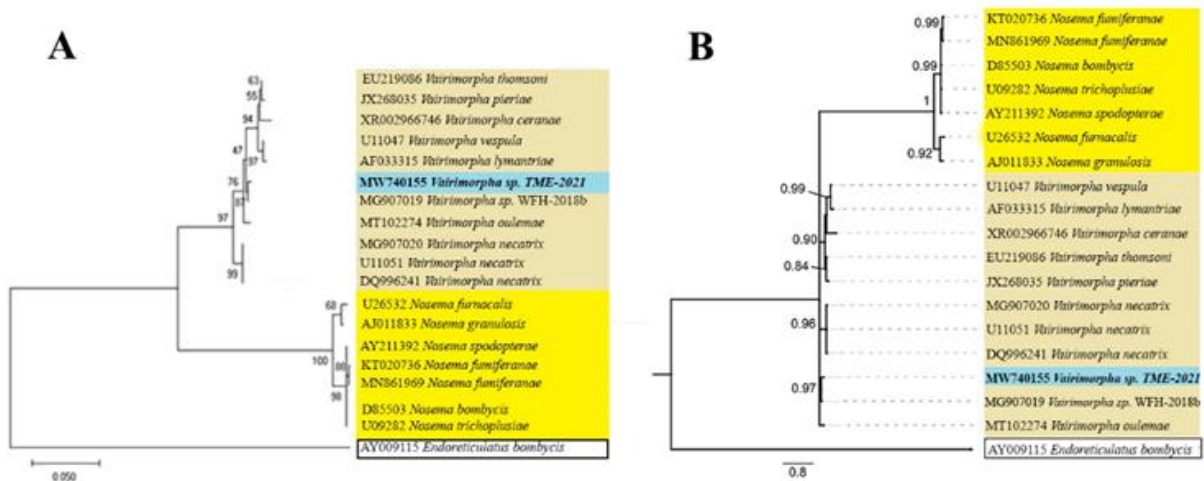 A
63
55
94
47
37
76
87
97
99
68
100
86
98
EU219086 Vairimorpha thomsoni
JX268035 Vairimorpha pieriae
XR002966746 Vairimorpha ceranae
U11047 Vairimorpha vespula
AF033315 Vairimorpha lymantriae
MW740155 Vairimorpha sp. TME-2021
MG907019 Vairimorpha sp. WFH-2018b
MT102274 Vairimorpha oulemae
MG907020 Vairimorpha necatrix
U11051 Vairimorpha necatrix
DQ996241 Vairimorpha necatrix
U26532 Nosema furnacalis
AJ011833 Nosema granulosis
AY211392 Nosema spodopterae
KT020736 Nosema fumiferanae
MN861969 Nosema fumiferanae
D85503 Nosema bombycis
U09282 Nosema trichoplusiae
AY009115 Endoreticulatus bombycis
0.050
B
0.99
0.99
1
0.92
0.99
0.90
0.84
0.96
0.97
KT020736 Nosema fumiferanae
MN861969 Nosema fumiferanae
D85503 Nosema bombycis
U09282 Nosema trichoplusiae
AY211392 Nosema spodopterae
U26532 Nosema furnacalis
AJ011833 Nosema granulosis
U11047 Vairimorpha vespula
AF033315 Vairimorpha lymantriae
XR002966746 Vairimorpha ceranae
EU219086 Vairimorpha thomsoni
JX268035 Vairimorpha pieriae
MG907020 Vairimorpha necatrix
U11051 Vairimorpha necatrix
DQ996241 Vairimorpha necatrix
MW740155 Vairimorpha sp. TME-2021
MG907019 Vairimorpha sp. WFH-2018b
MT102274 Vairimorpha oulemae
AY009115 Endoreticulatus bombycis
0.8